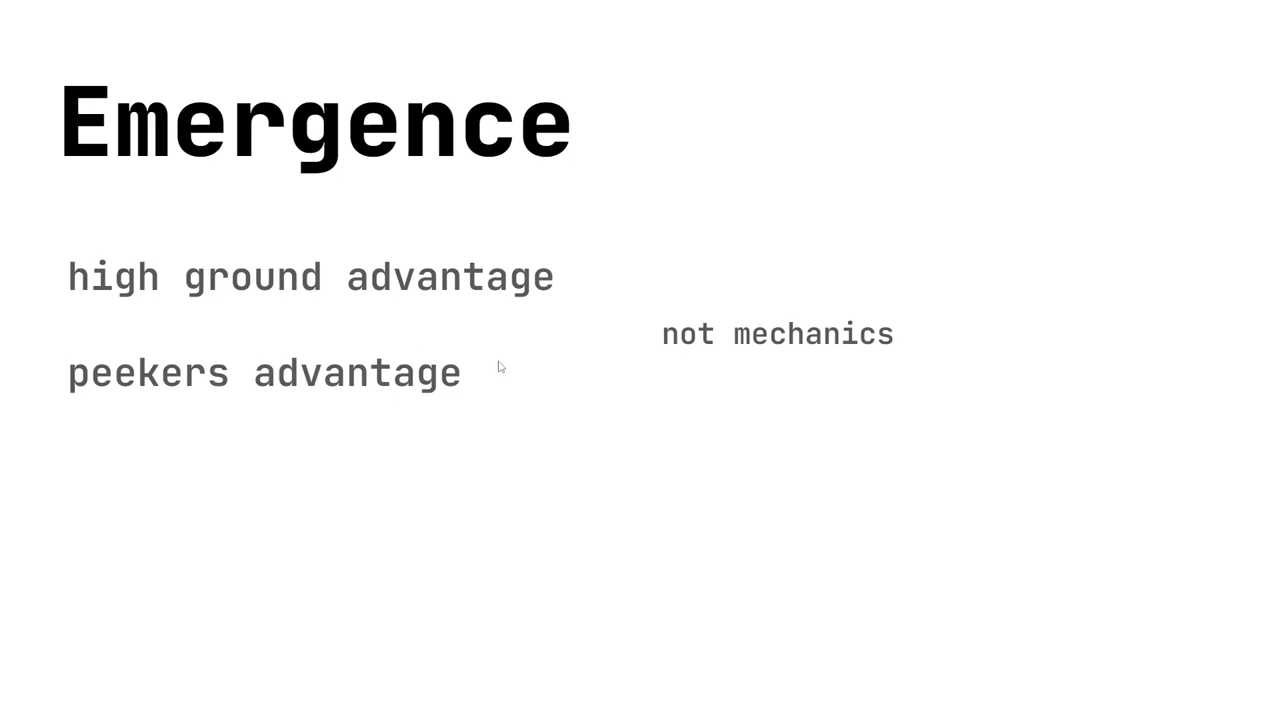 Emergence
high ground advantage
not mechanics
peekers advantage